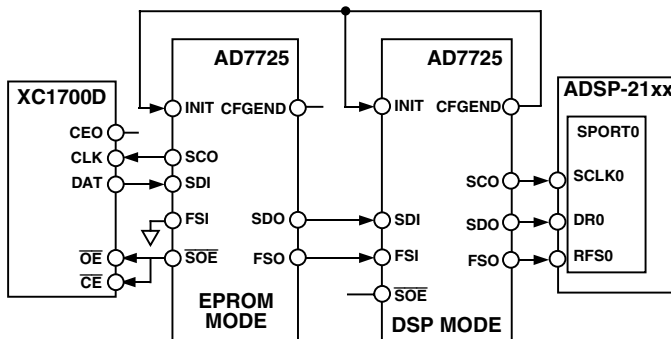 AD7725
AD7725
XC1700D
ADSP-21xx
INIT
CFGEND
INIT
CFGEND
SPORT0
CEO
CLK
SCO
SCO
SCLK0
DAT
SDI
FSI
SDO
SDI
SDO
DR0
OE
SOE
FSO
FSI
FSO
RFS0
CE
SOE
EPROM
MODE
DSP MODE